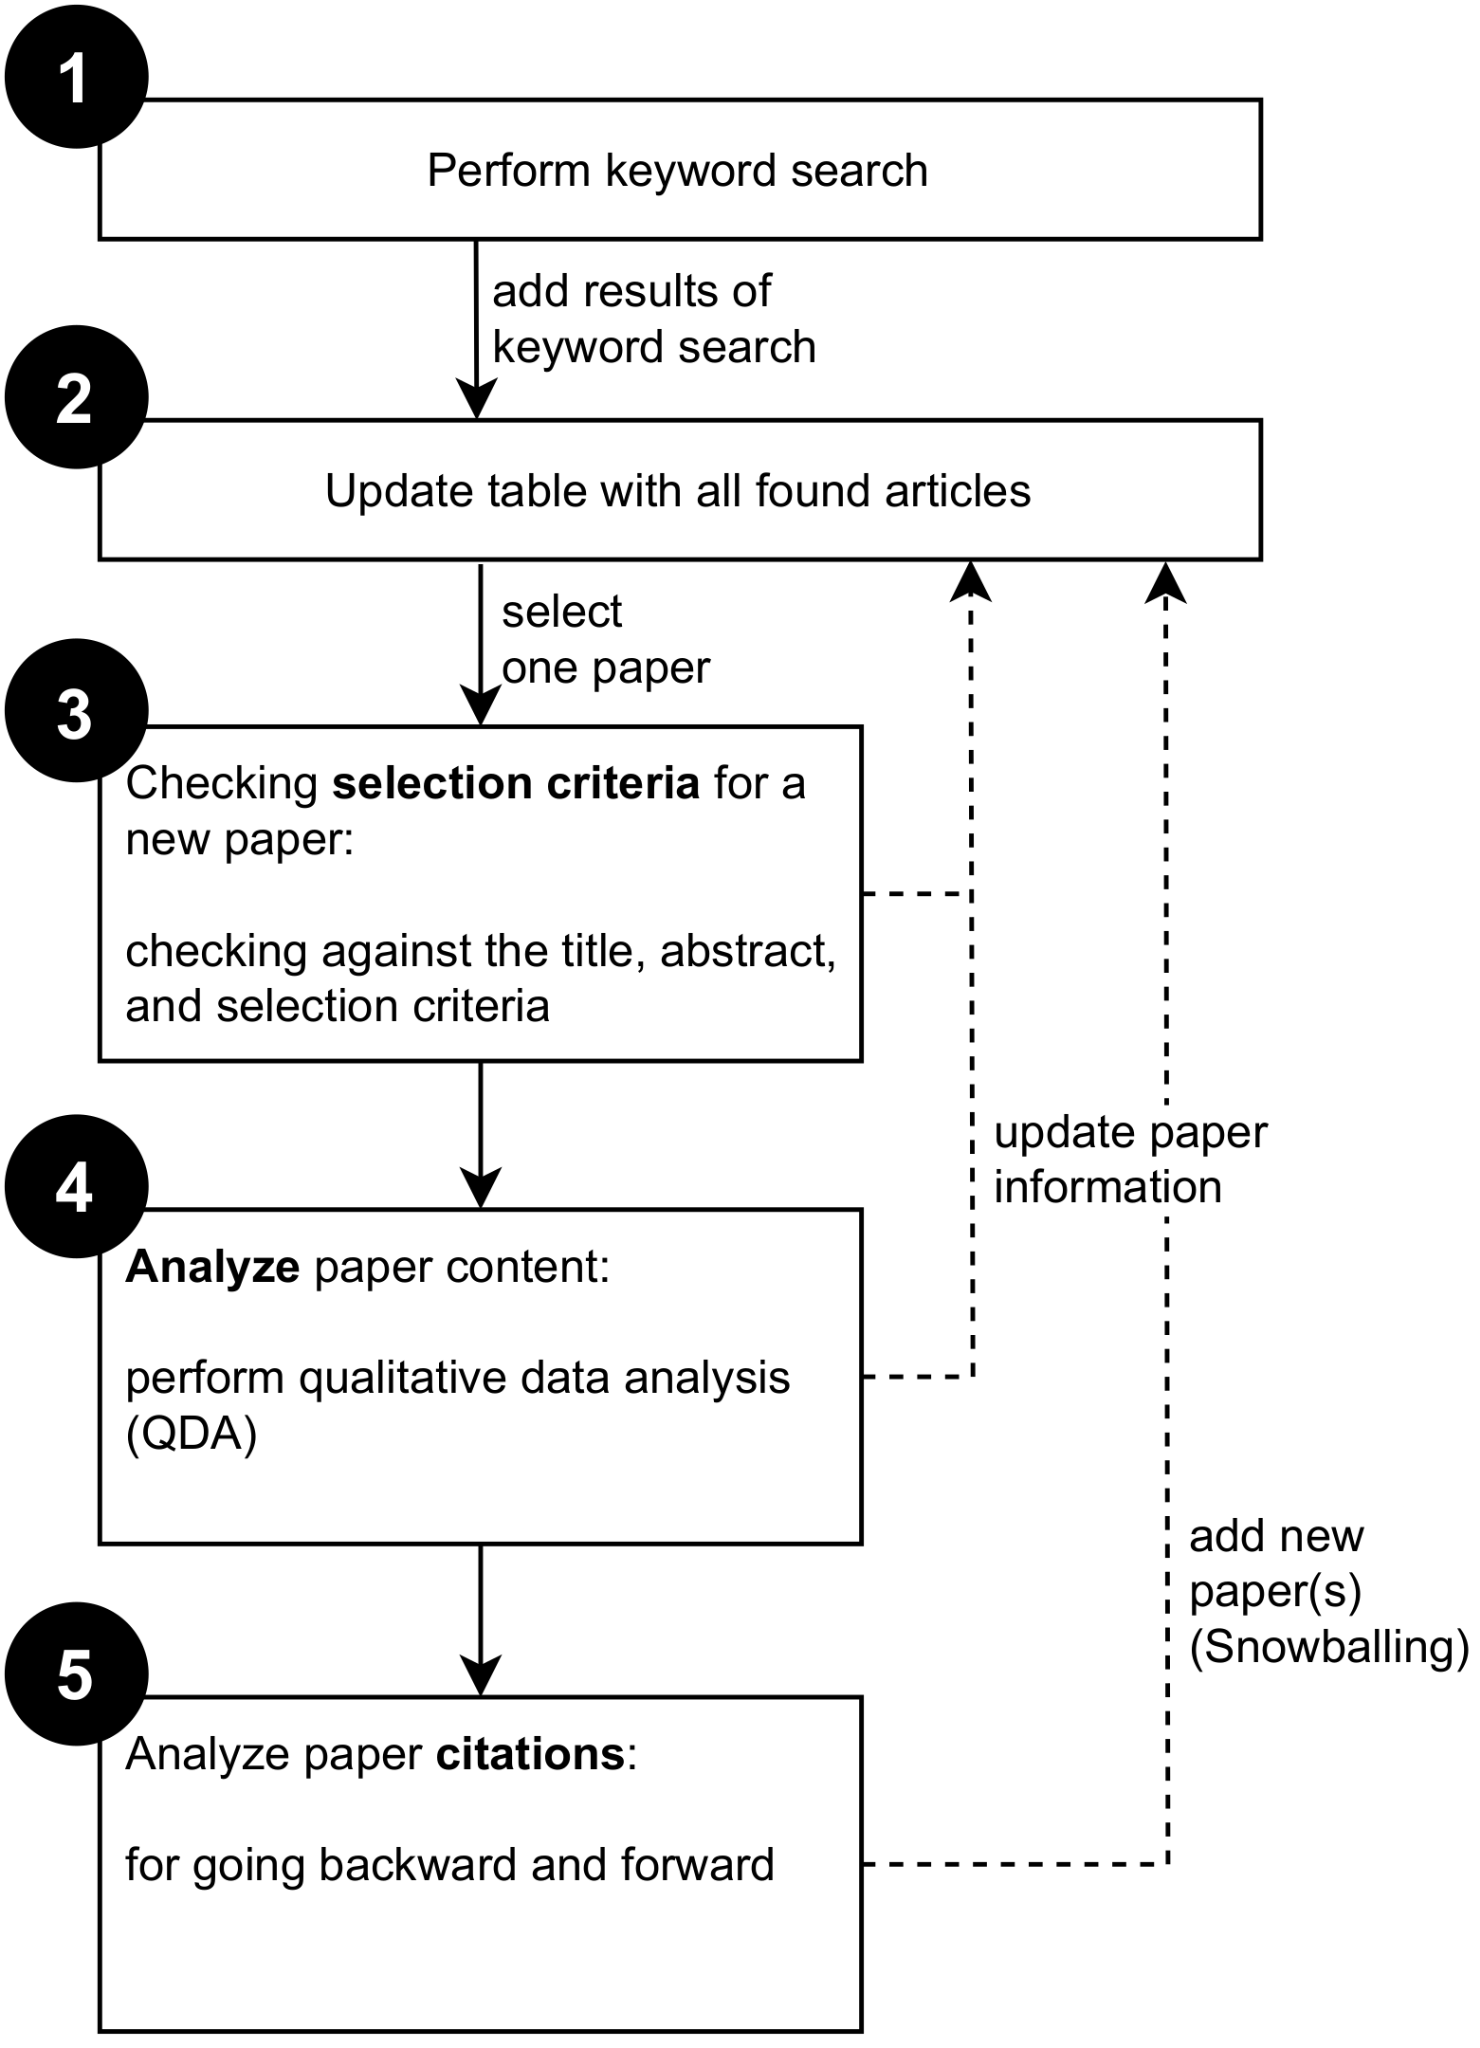 1
Perform keyword search
add results of
keyword search
2
Update table with all found articles
select
one paper
3
Checking selection criteria for a
new paper:
checking against the title, abstract,
and selection criteria
update paper
information
4
Analyze paper content:
perform qualitative data analysis
(QDA)
add new
paper(s)
(Snowballing)
5
Analyze paper citations:
for going backward and forward